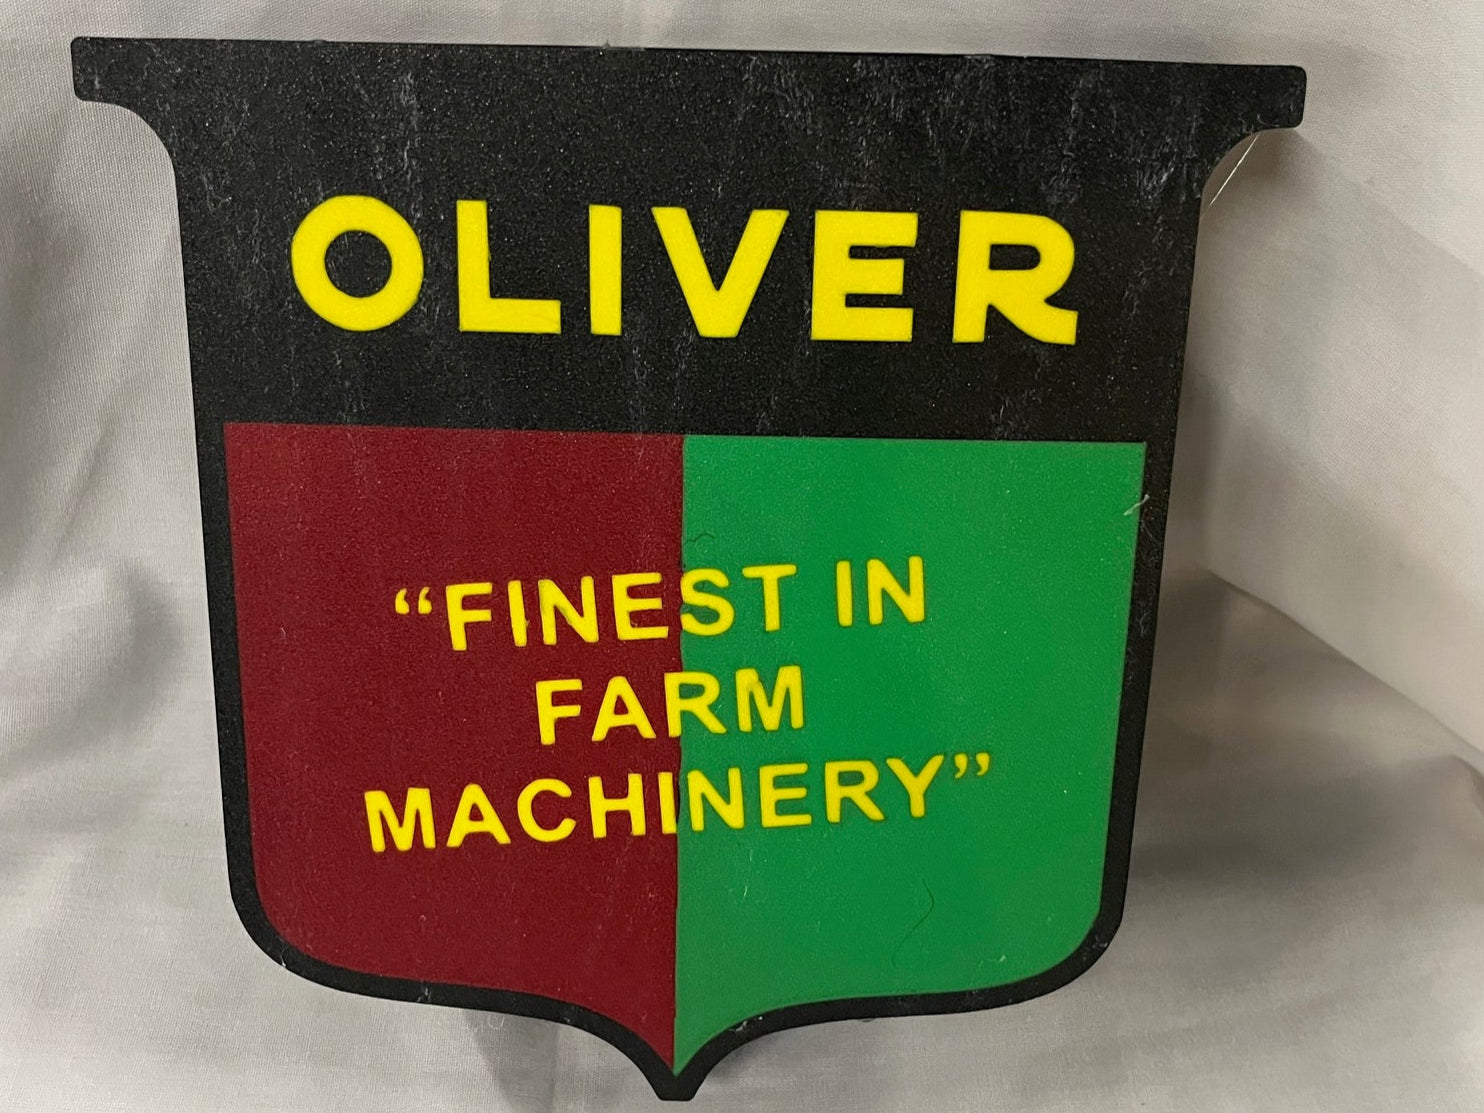 OLIVER
“FINEST IN
FARM
MACHINERY”